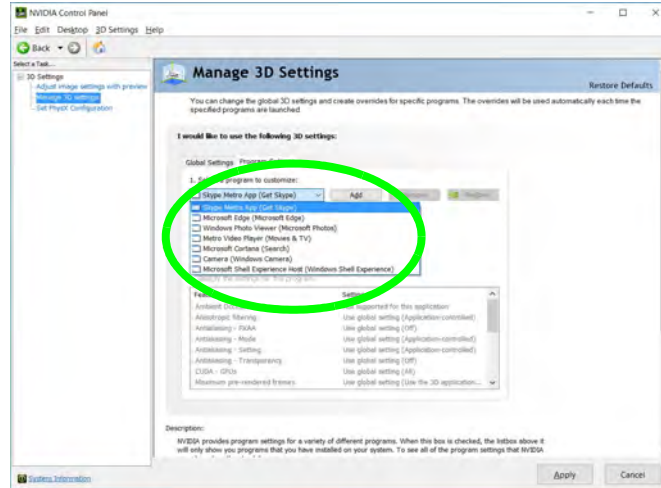 NVIDIA Control Panel
File Edit Desktop 3D Settings Help
Back
Select a Task...
3D Settings
Adjust image settings with preview
Manage 3D settings
Set PhysX Configuration
Manage 3D Settings
Restore Defaults
You can change the global 3D settings and create overrides for specific programs. The overrides will be used automatically each time the
specified programs are launched.
I would like to use the following 3D settings:
Global Settings Program
1. Select a program to customize:
Skype Metro App (Get Skype) Add
Skype Metro App (Get Skype)
Microsoft Edge (Microsoft Edge)
Windows Photo Viewer (Microsoft Photos)
Metro Video Player (Movies & TV)
Microsoft Cortana (Search)
Camera (Windows Camera)
Microsoft Shell Experience Host (Windows Shell Experience)
Setting
Ambient supported for this application
Anisotropic filtering Use global setting (Application-controlled)
Antialiasing - FXAA Use global setting (Off)
Antialiasing - Mode Use global setting (Application-controlled)
Antialiasing - Setting Use global setting (Application-controlled)
Antialiasing - Transparency Use global setting (Off)
CUDA - GPUs Use global setting (All)
Maximum pre-rendered frames Use global setting (Use the 3D application...
Description:
NVIDIA provides program settings for a variety of different programs. When this box is checked, the listbox above it
will only show you programs that you have installed on your system. To see all of the program settings that NVIDIA
System Information
Apply Cancel